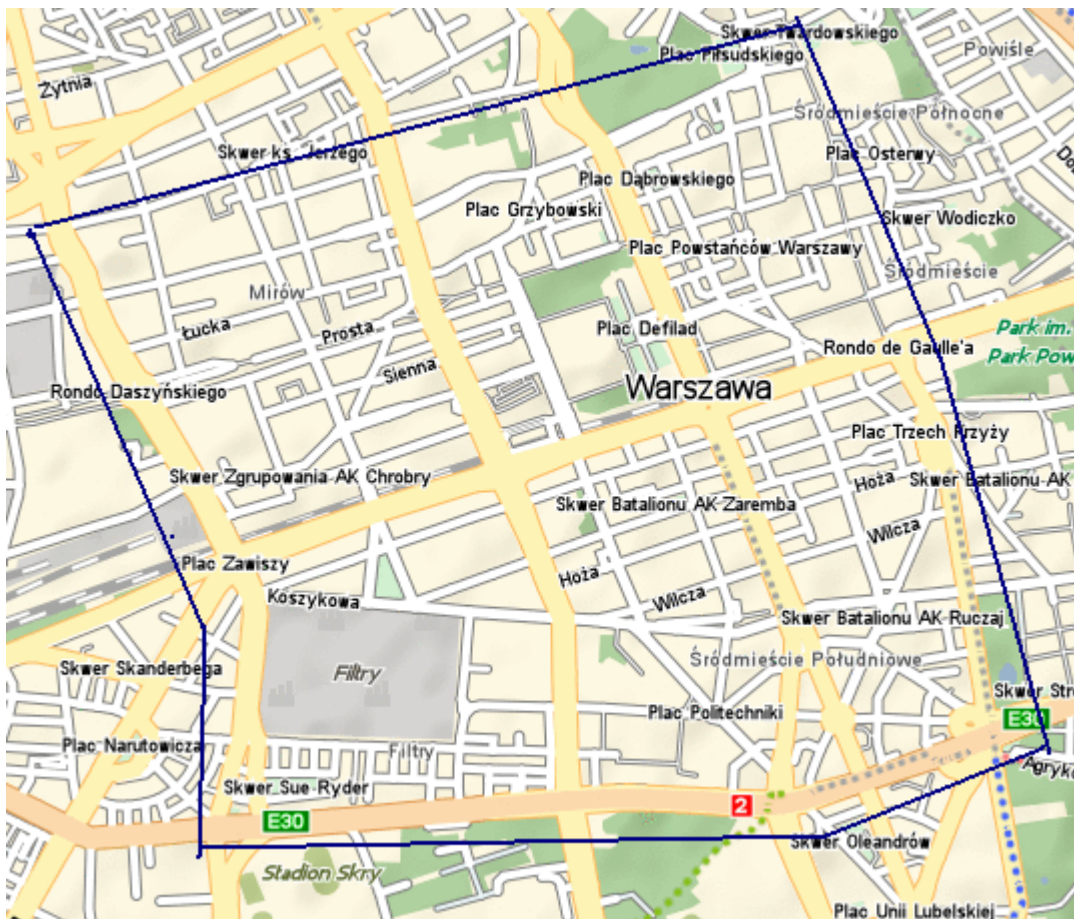 Skwer Twardowskiego
Plac Piłsudskiego
Powiśle
Żytnia
Śródmieście Północne
Skwer ks. Jerzego
Plac Osterwy
Plac Dąbrowskiego
Plac Grzybowski
Skwer Wodiczko
Plac Powstańców Warszawy
Śródmieście
Mirów
Łucka
Prosta
Plac Defilad
Park im.
Rondo de Gaulle'a
Park Pow
Sienna
Rondo Daszyńskiego
Warszawa
Plac Trzech Krzyży
Skwer Zgrupowania AK Chrobry
Hoża
Skwer Batalionu AK
Skwer Batalionu AK Zaremba
Wilcza
Plac Zawiszy
Hoża
Koszykowa
Wilcza
Skwer Batalionu AK Ruczaj
Skwer Skanderbega
Filtry
Śródmieście Południowe
Skwer Str
Plac Politechniki
E30
Plac Narutowicza
Filtry
Agryko
Skwer Sue Ryder
2
E30
Skwer Oleandrów
Stadion Skry
Plac Unii Lubelskiej